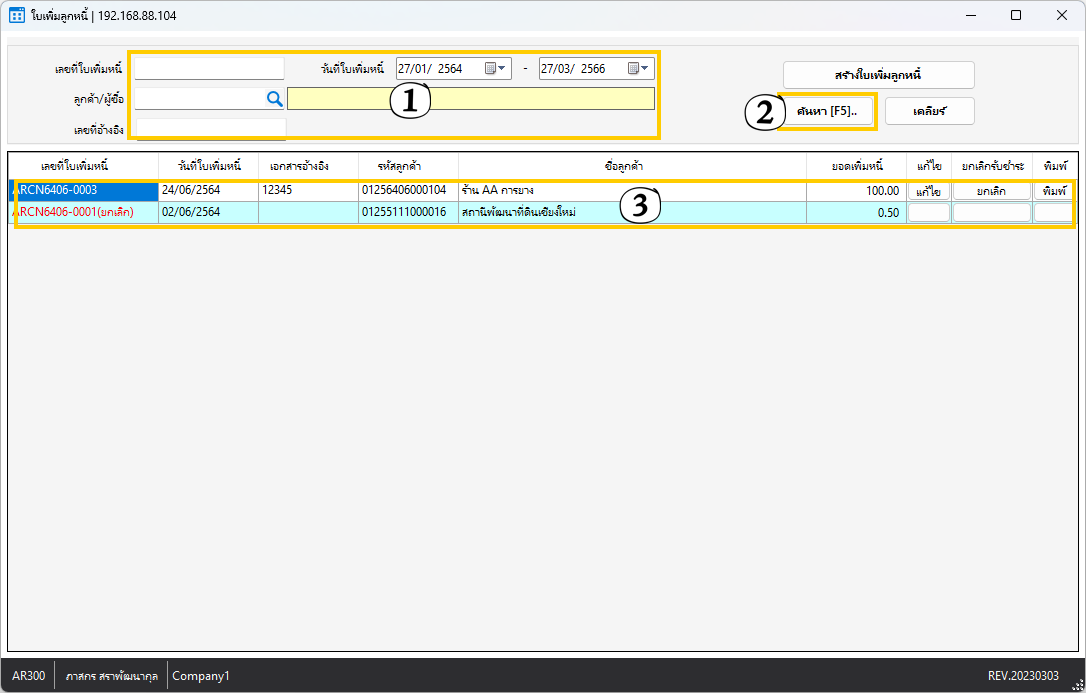 ใบเพิ่มลูกหนี้ | 192.168.88.104
เลขที่ใบเพิ่มหนี้ วันที่ใบเพิ่มหนี้ 27/01/ 2564 - 27/03/ 2566
สร้างใบเพิ่มลูกหนี้
ลูกค้า/ผู้ซื้อ
1
2
ค้นหา [F5].. เคลียร์
เลขที่อ้างอิง
เลขที่ใบเพิ่มหนี้ วันที่ใบเพิ่มหนี้ เอกสารอ้างอิง รหัสลูกค้า ชื่อลูกค้า ยอดเพิ่มหนี้ แก้ไข ยกเลิกรับชำระ พิมพ์
ARCN6406-0003 24/06/2564 12345 01256406000104 ร้าน AA การยาง 100.00 แก้ไข ยกเลิก พิมพ์
3
ARCN6406-0001(ยกเลิก) 02/06/2564 01255111000016 สถานีพัฒนาที่ดินเชียงใหม่ 0.50
AR300 ภาสกร สราพัฒนากุล Company1 REV.20230303